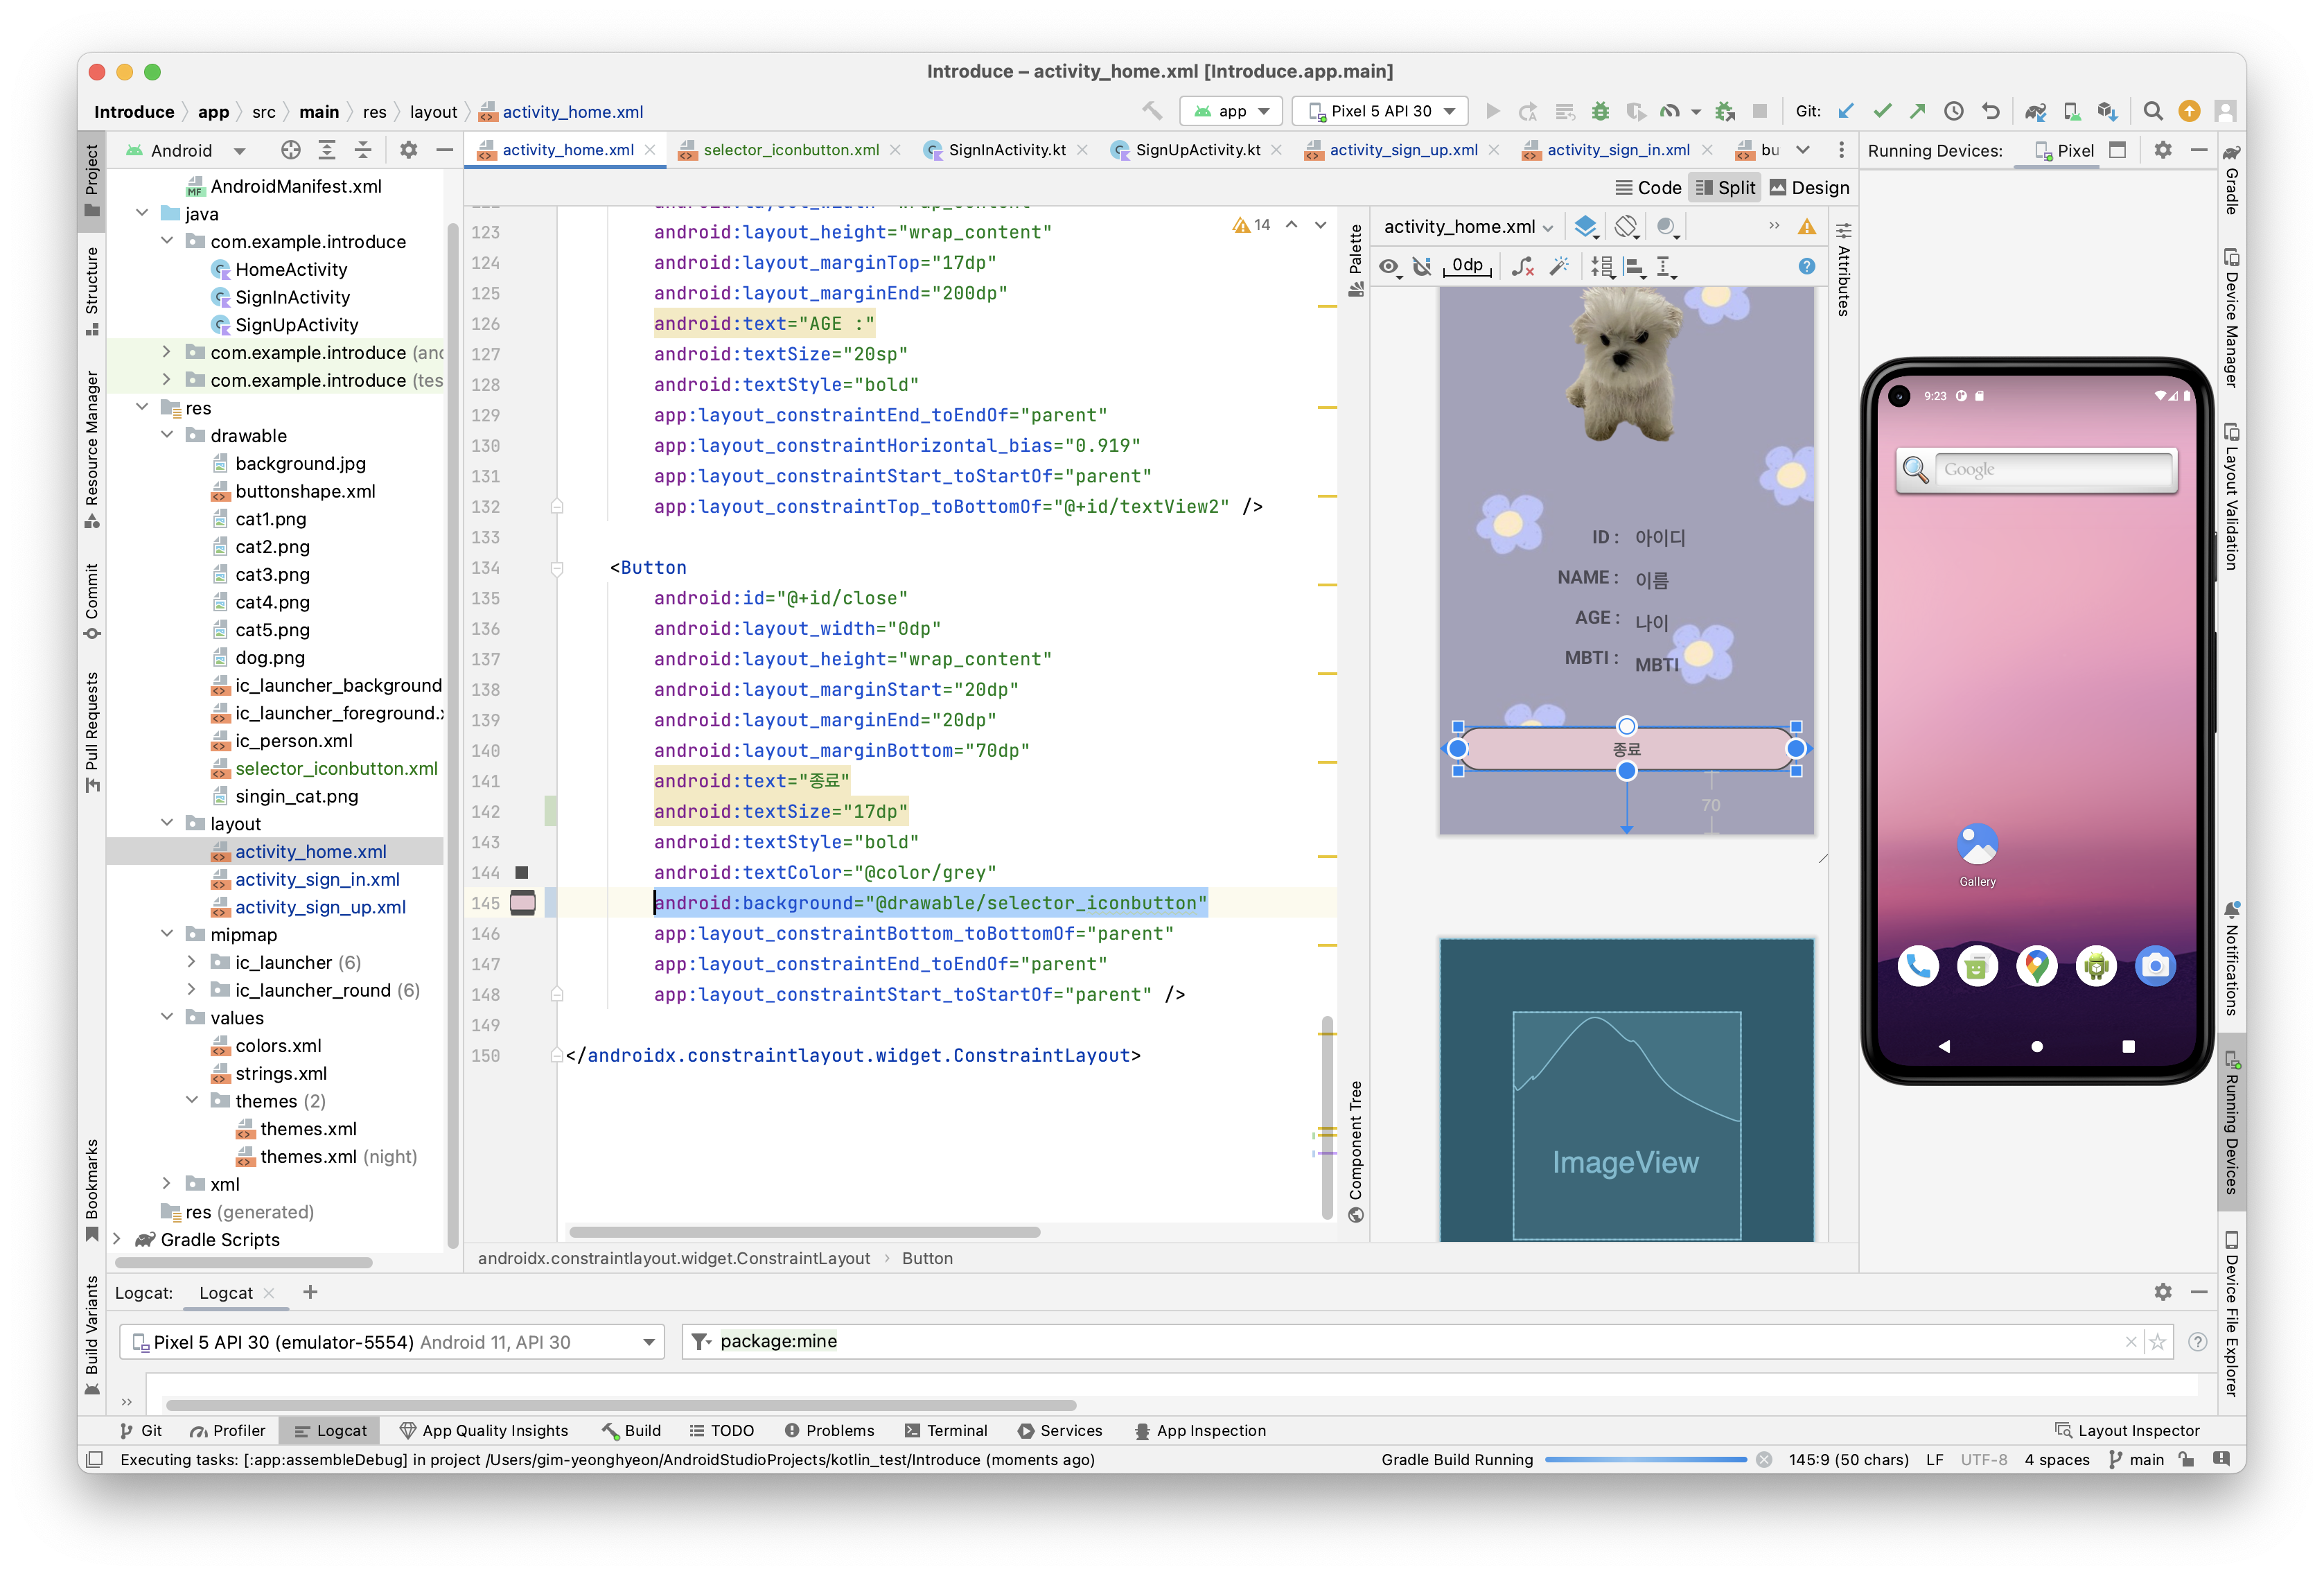 Introduce – activity_home.xml [Introduce.app.main]
Introduce app src main res layout activity_home.xml
app Pixel 5 API 30 Git:
Android
activity_home.xml selector_iconbutton.xml SignInActivity.kt SignUpActivity.kt activity_sign_up.xml activity_sign_in.xml bu
Running Devices: Pixel
Code Split Design
Project
Structure
Resource Manager
Commit
Pull Requests
Bookmarks
Build Variants
AndroidManifest.xml
java
com.example.introduce
HomeActivity
SignInActivity
SignUpActivity
com.example.introduce (and
com.example.introduce (tes
res
drawable
background.jpg
buttonshape.xml
cat1.png
cat2.png
cat3.png
cat4.png
cat5.png
dog.png
ic_launcher_background
ic_launcher_foreground.x
ic_person.xml
selector_iconbutton.xml
singin_cat.png
layout
activity_home.xml
activity_sign_in.xml
activity_sign_up.xml
mipmap
ic_launcher (6)
ic_launcher_round (6)
values
colors.xml
strings.xml
themes (2)
themes.xml
themes.xml (night)
xml
res (generated)
Gradle Scripts
14
123 android:layout_height="wrap_content"
124 android:layout_marginTop="17dp"
125 android:layout_marginEnd="200dp"
126 android:text="AGE :"
127 android:textSize="20sp"
128 android:textStyle="bold"
129 app:layout_constraintEnd_toEndOf="parent"
130 app:layout_constraintHorizontal_bias="0.919"
131 app:layout_constraintStart_toStartOf="parent"
132 app:layout_constraintTop_toBottomOf="@+id/textView2" />
133
134 <Button
135 android:id="@+id/close"
136 android:layout_width="0dp"
137 android:layout_height="wrap_content"
138 android:layout_marginStart="20dp"
139 android:layout_marginEnd="20dp"
140 android:layout_marginBottom="70dp"
141 android:text="종료"
142 android:textSize="17dp"
143 android:textStyle="bold"
144 android:textColor="@color/grey"
145 android:background="@drawable/selector_iconbutton"
146 app:layout_constraintBottom_toBottomOf="parent"
147 app:layout_constraintEnd_toEndOf="parent"
148 app:layout_constraintStart_toStartOf="parent" />
149
150 </androidx.constraintlayout.widget.ConstraintLayout>
androidx.constraintlayout.widget.ConstraintLayout › Button
Palette
Component Tree
activity_home.xml
0dp
Attributes
ID : 아이디
NAME : 이름
AGE : 나이
MBTI : MBTI
종료
70
ImageView
9:23
Google
Gallery
Gradle
Device Manager
Layout Validation
Notifications
Running Devices
Device File Explorer
Logcat: Logcat
Pixel 5 API 30 (emulator-5554) Android 11, API 30
package:mine
Git Profiler Logcat App Quality Insights Build TODO Problems Terminal Services App Inspection Layout Inspector
Executing tasks: [:app:assembleDebug] in project /Users/gim-yeonghyeon/AndroidStudioProjects/kotlin_test/Introduce (moments ago) Gradle Build Running 145:9 (50 chars) LF UTF-8 4 spaces main